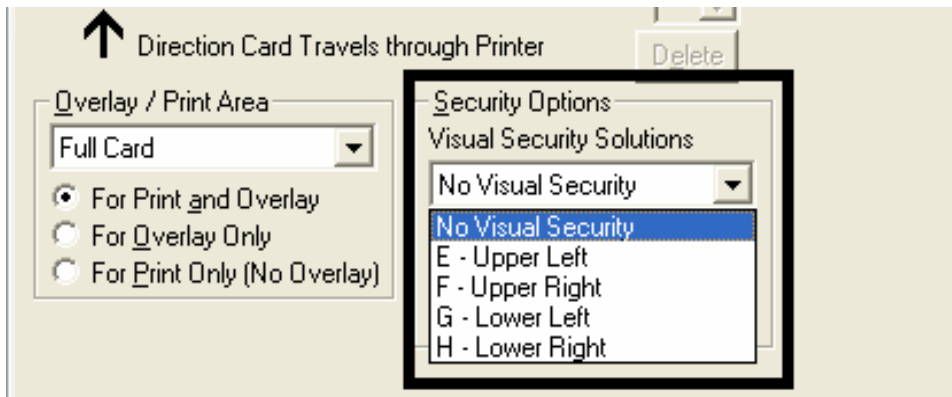 Direction Card Travels through Printer
Delete
Overlay / Print Area
Full Card
For Print and Overlay
For Overlay Only
For Print Only (No Overlay)
Security Options
Visual Security Solutions
No Visual Security
No Visual Security
E - Upper Left
F - Upper Right
G - Lower Left
H - Lower Right